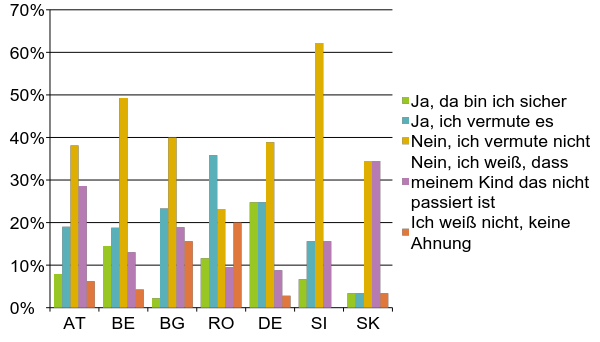 70%
60%
50%
40%
30%
20%
10%
0%
AT BE BG RO DE SI SK
Ja, da bin ich sicher
Ja, ich vermute es
Nein, ich vermute nicht
Nein, ich weiß, dass
meinem Kind das nicht
passiert ist
Ich weiß nicht, keine
Ahnung